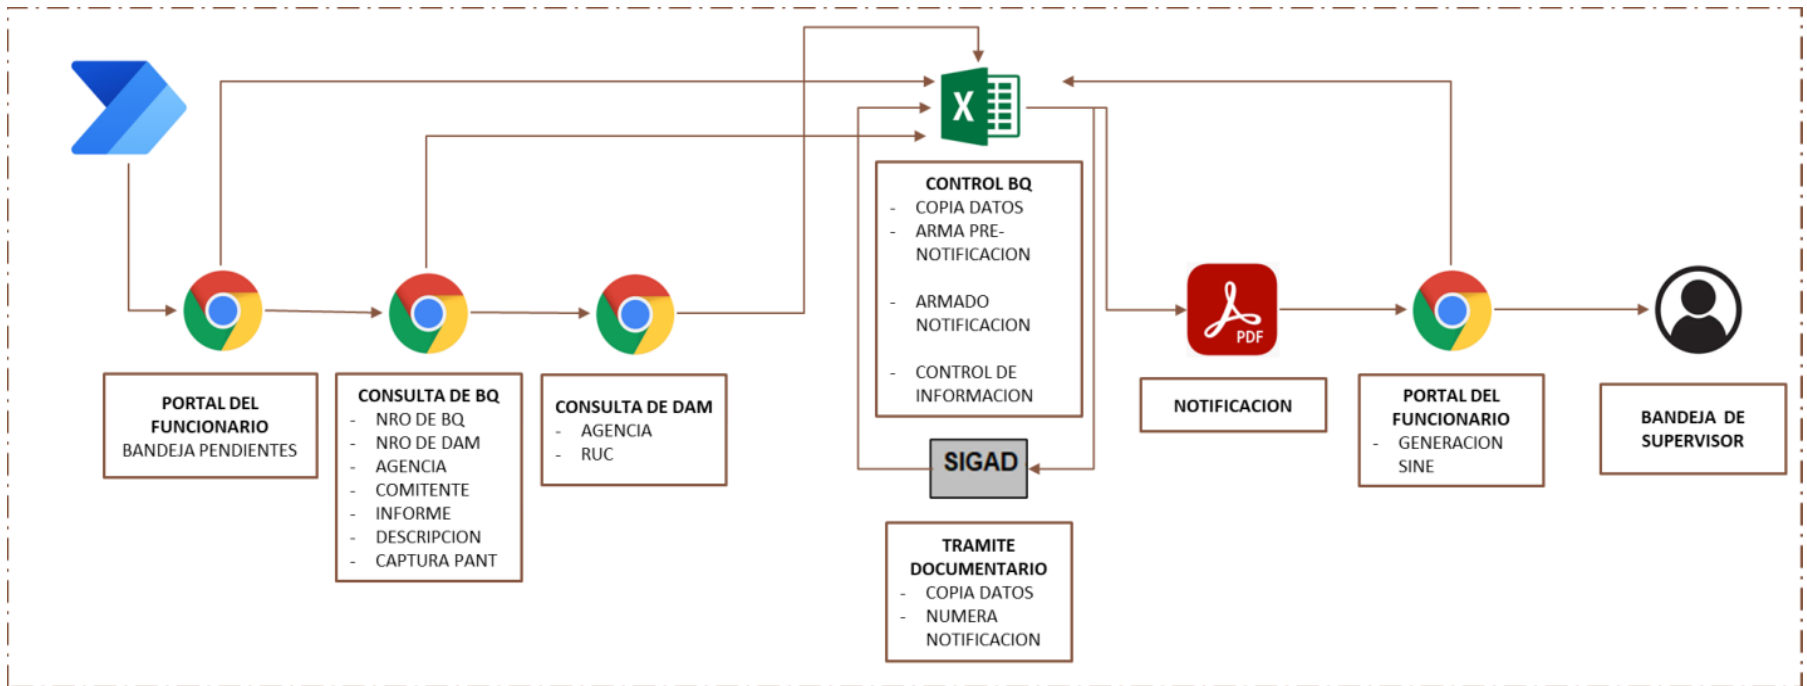 PORTAL DEL
FUNCIONARIO
BANDEJA PENDIENTES
CONSULTA DE BQ
- NRO DE BQ
- NRO DE DAM
- AGENCIA
- COMITENTE
- INFORME
- DESCRIPCION
- CAPTURA PANT
CONSULTA DE DAM
- AGENCIA
- RUC
X
CONTROL BQ
- COPIA DATOS
- ARMA PRE-
NOTIFICACION
- ARMADO
NOTIFICACION
- CONTROL DE
INFORMACION
SIGAD
TRAMITE
DOCUMENTARIO
- COPIA DATOS
- NUMERA
NOTIFICACION
PDF
NOTIFICACION
PORTAL DEL
FUNCIONARIO
- GENERACION
SINE
BANDEJA DE
SUPERVISOR